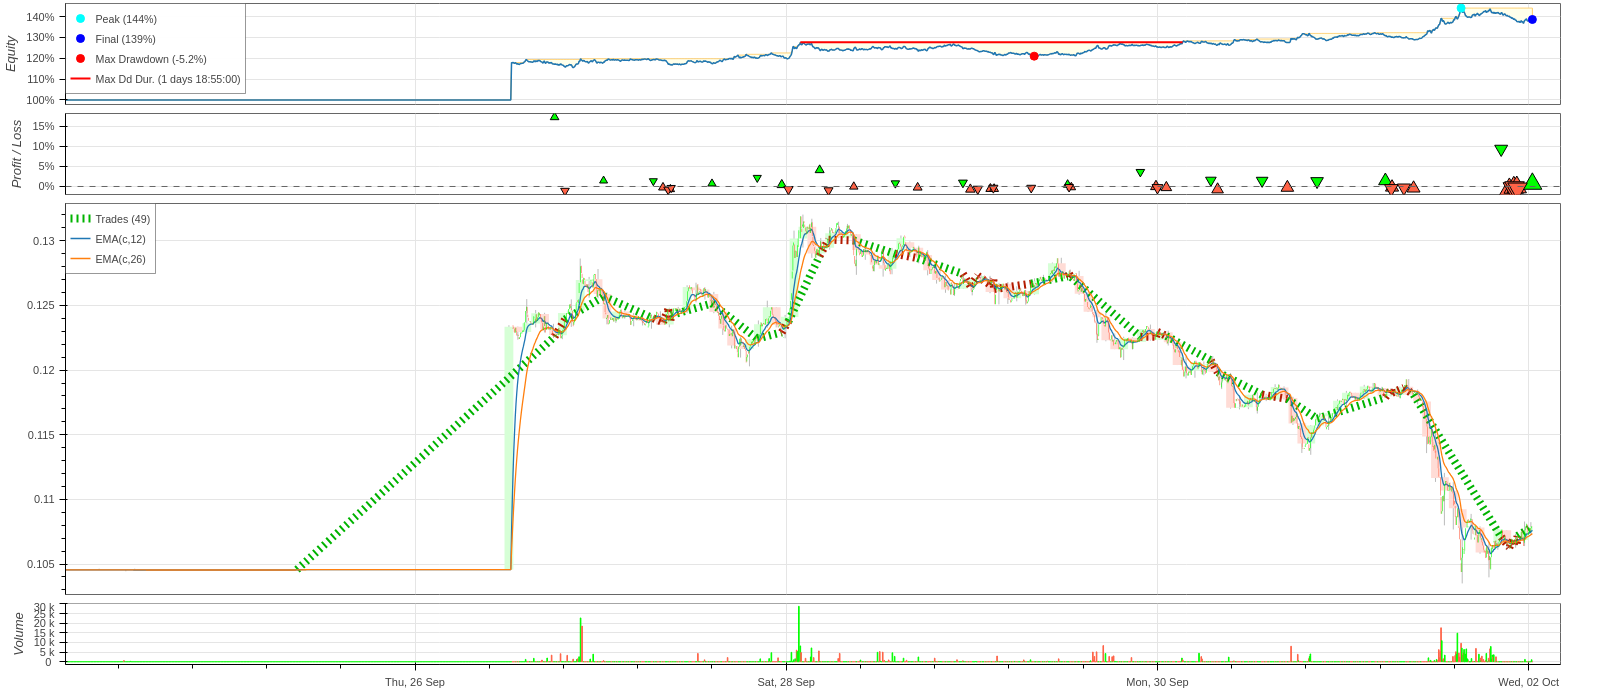 Equity
140%
130%
120%
110%
100%
Peak (144%)
Final (139%)
Max Drawdown (-5.2%)
Max Dd Dur. (1 days 18:55:00)
Profit / Loss
15%
10%
5%
0%
0.13
0.125
0.12
0.115
0.11
0.105
Trades (49)
EMA(c,12)
EMA(c,26)
Volume
30 k
25 k
20 k
15 k
10 k
5 k
0
Thu, 26 Sep
Sat, 28 Sep
Mon, 30 Sep
Wed, 02 Oct